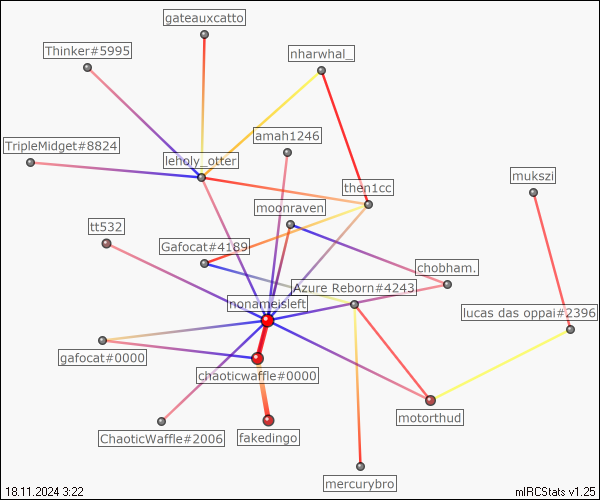 gateauxcatto
Thinker#5995
nharwhal_
amah1246
TripleMidget#8824
leholy_otter
mukszi
then1cc
moonraven
tt532
Gafocat#4189
chobham.
Azure Reborn#4243
nonameisleft
lucas das oppai#2396
gafocat#0000
chaoticwaffle#0000
motorthud
ChaoticWaffle#2006
fakedingo
mercurybro
18.11.2024 3:22
mIRCStats v1.25